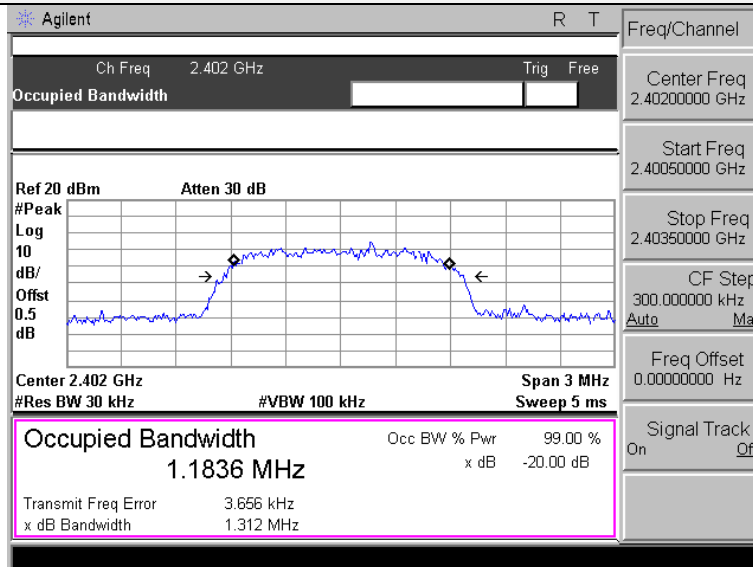 Agilent R T
Ch Freq 2.402 GHz Trig Free
Occupied Bandwidth
Ref 20 dBm Atten 30 dB
#Peak
Log
10
dB/
Offst
0.5
dB
Center 2.402 GHz Span 3 MHz
#Res BW 30 kHz #VBW 100 kHz Sweep 5 ms
Occupied Bandwidth Occ BW % Pwr 99.00 %
1.1836 MHz x dB -20.00 dB
Transmit Freq Error 3.656 kHz
x dB Bandwidth 1.312 MHz
Freq/Channel
Center Freq
2.40200000 GHz
Start Freq
2.40050000 GHz
Stop Freq
2.40350000 GHz
CF Step
300.000000 kHz
Auto Ma
Freq Offset
0.00000000 Hz
Signal Track
On Of